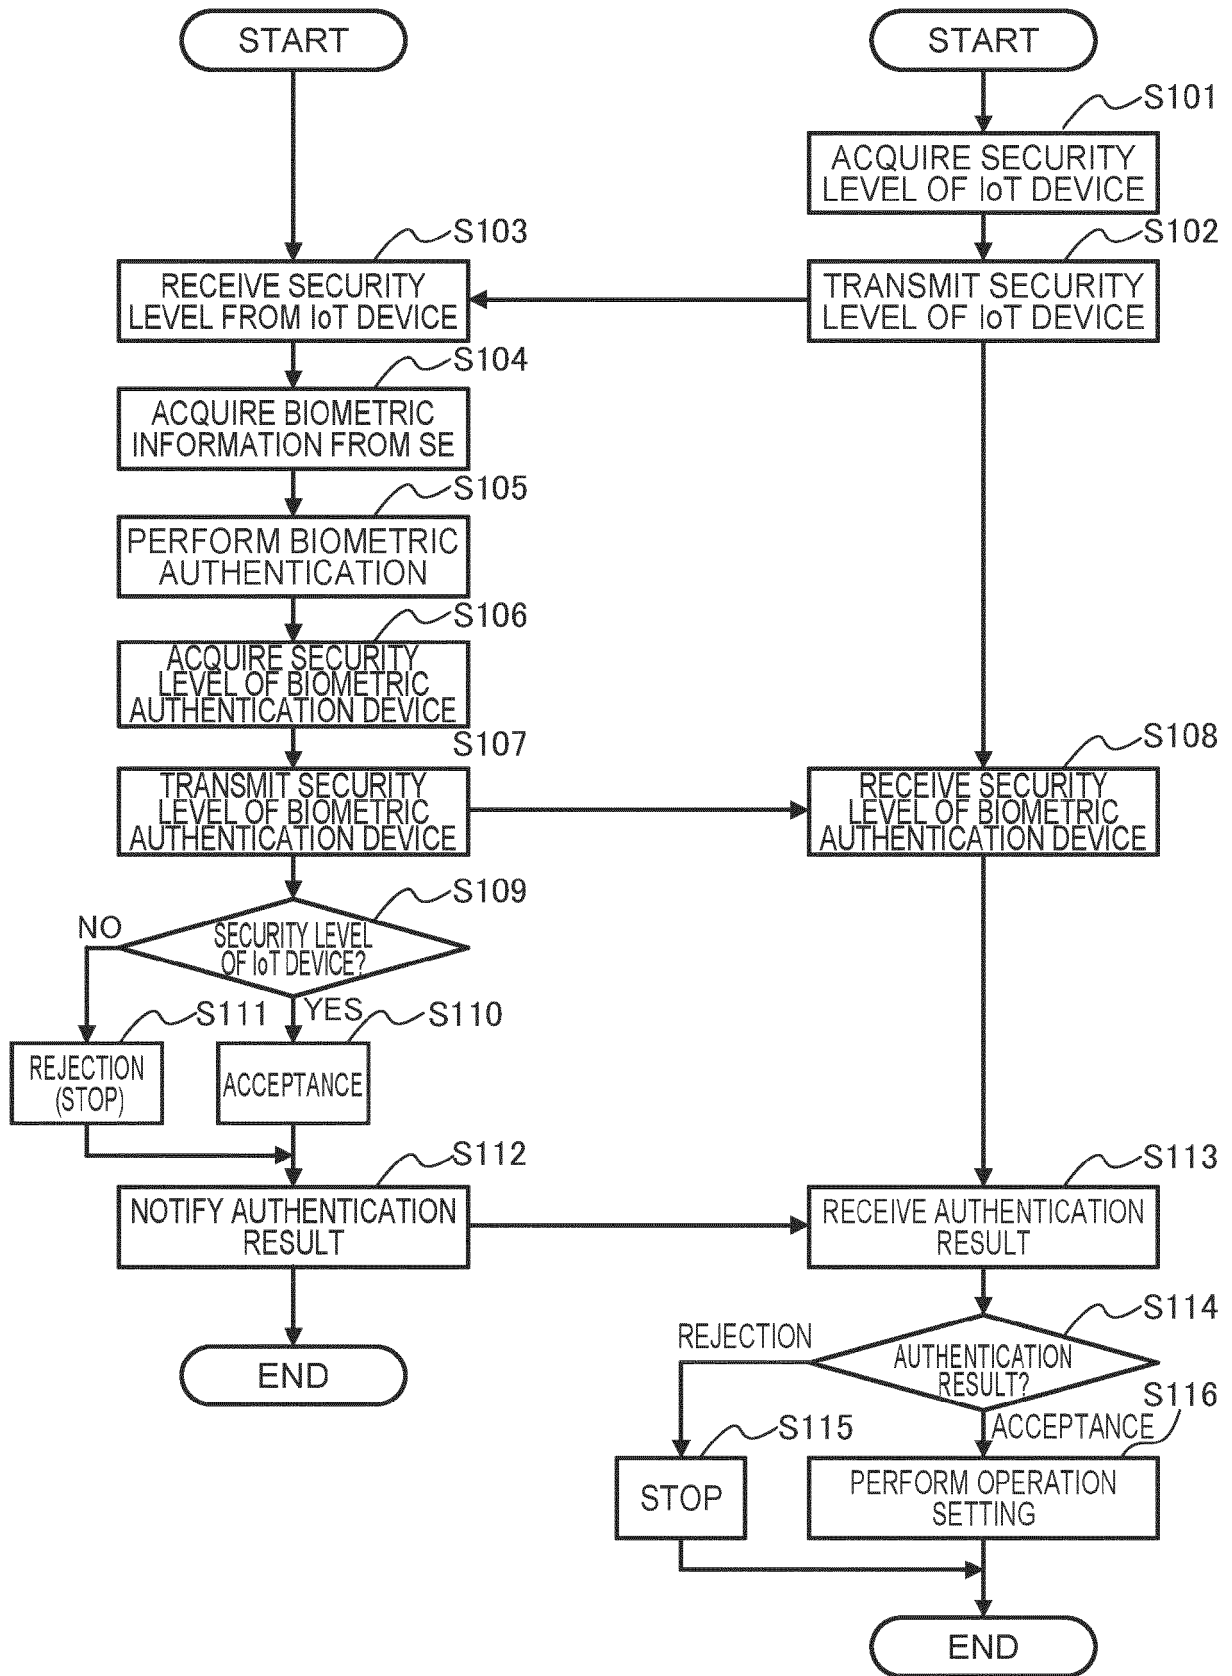 START
START
S101
ACQUIRE SECURITY
LEVEL OF IoT DEVICE
S103
S102
RECEIVE SECURITY
LEVEL FROM IoT DEVICE
TRANSMIT SECURITY
LEVEL OF IoT DEVICE
S104
ACQUIRE BIOMETRIC
INFORMATION FROM SE
S105
PERFORM BIOMETRIC
AUTHENTICATION
S106
ACQUIRE SECURITY
LEVEL OF BIOMETRIC
AUTHENTICATION DEVICE
S107
S108
TRANSMIT SECURITY
LEVEL OF BIOMETRIC
AUTHENTICATION DEVICE
RECEIVE SECURITY
LEVEL OF BIOMETRIC
AUTHENTICATION DEVICE
S109
NO
SECURITY LEVEL
OF IoT DEVICE?
YES
S111
S110
REJECTION
(STOP)
ACCEPTANCE
S112
S113
NOTIFY AUTHENTICATION
RESULT
RECEIVE AUTHENTICATION
RESULT
S114
REJECTION
AUTHENTICATION
RESULT?
END
S116
ACCEPTANCE
S115
STOP
PERFORM OPERATION
SETTING
END